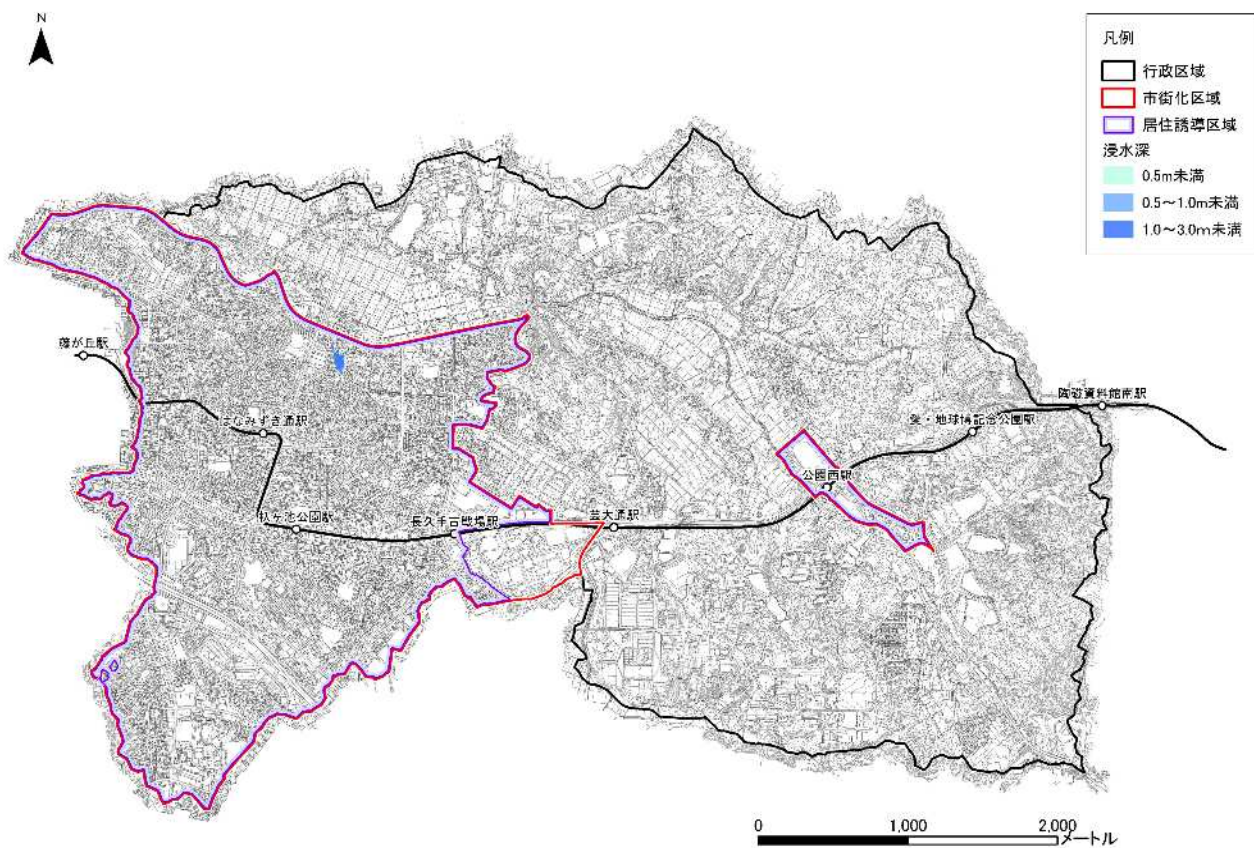 N
凡例
行政区域
市街化区域
居住誘導区域
浸水深
0.5m未満
0.5～1.0m未満
1.0～3.0m未満
藤が丘駅
はなみずき通駅
杁ヶ池公園駅
長久手古戦場駅
芸大通駅
公園西駅
愛・地球博記念公園駅
陶磁資料館南駅
0
1,000
2,000
メートル